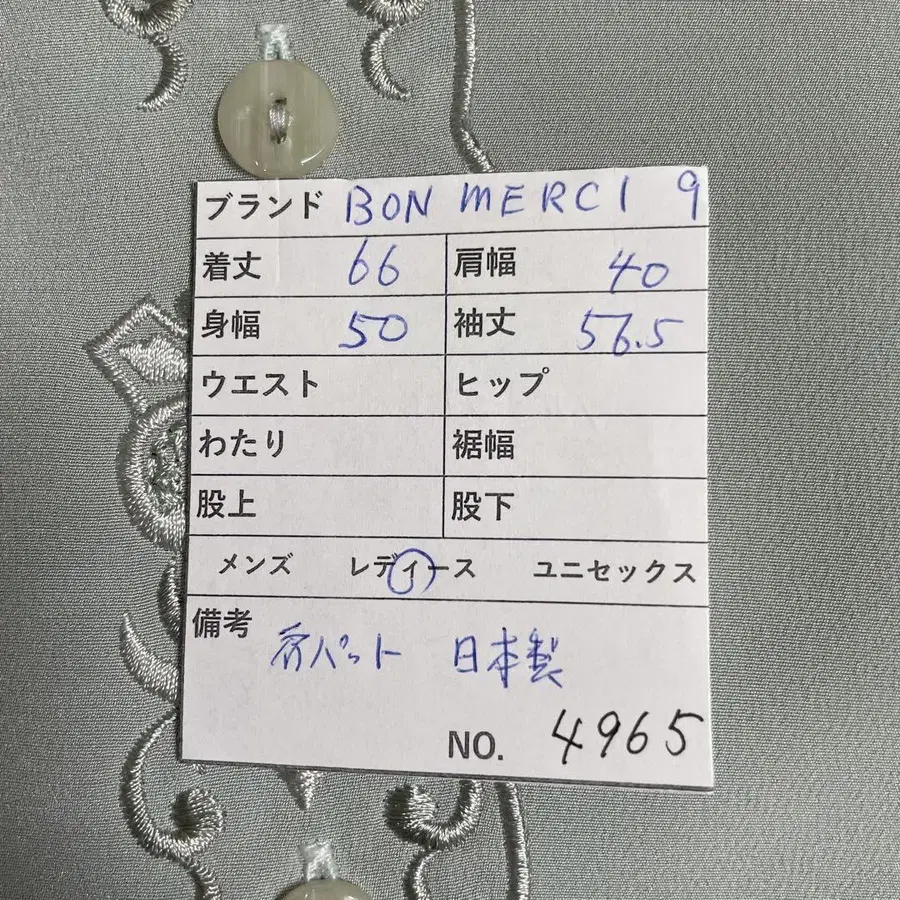 ブランド BON MERCI 9
着丈 66 肩幅 40
身幅 50 袖丈 56.5
ウエスト ヒップ
わたり 裾幅
股上 股下
メンズ レディース ユニセックス
備考 肩パット 日本製
NO. 4965